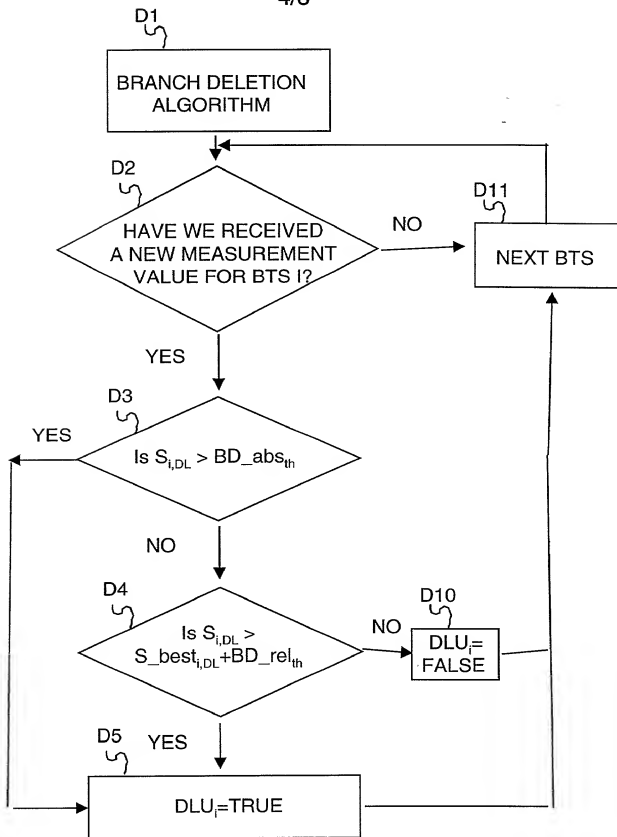 D1
BRANCH DELETION
ALGORITHM
D2
HAVE WE RECEIVED
A NEW MEASUREMENT
VALUE FOR BTS I?
NO
D11
NEXT BTS
YES
D3
YES
Is S_{i,DL} > BD_abs_{th}
NO
D4
Is S_{i,DL} >
S_best_{i,DL}+BD_rel_{th}
NO
D10
DLU_i=
FALSE
YES
D5
DLU_i=TRUE